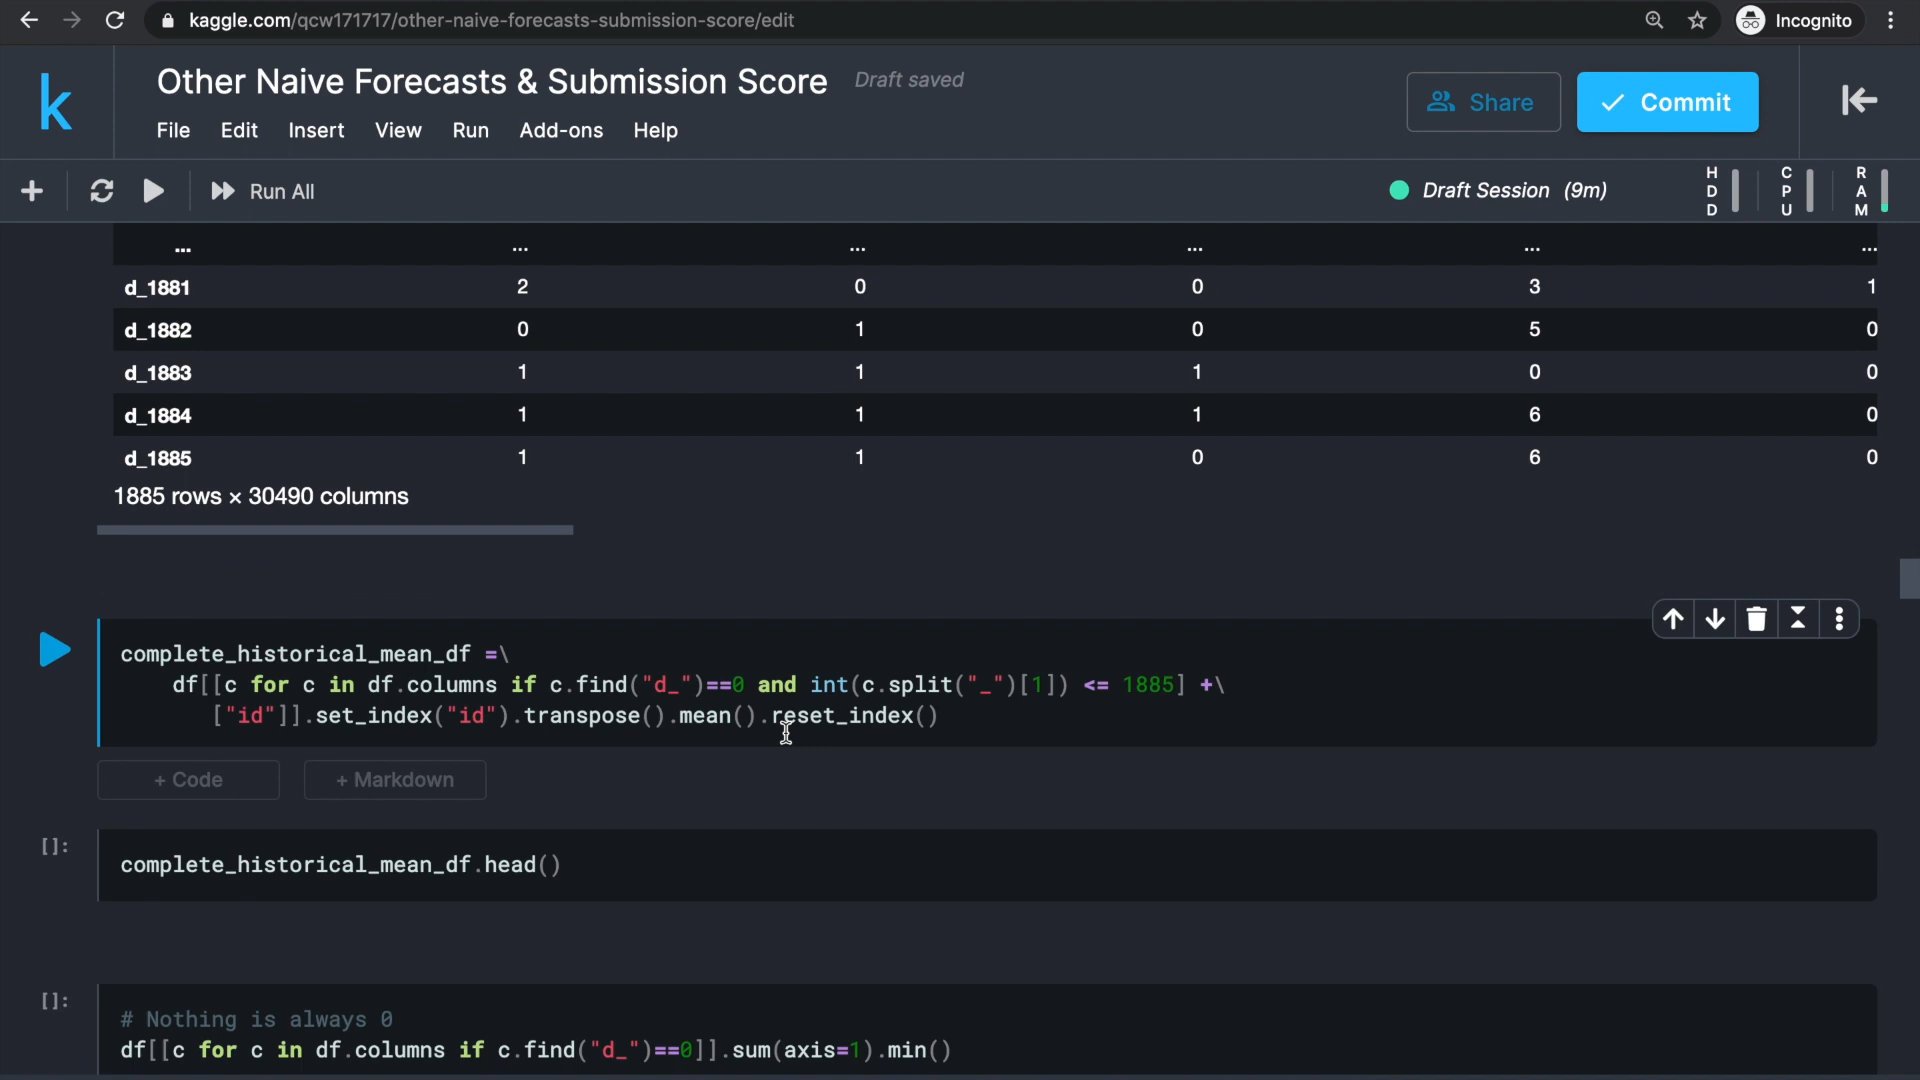 kaggle.com/qcw171717/other-naive-forecasts-submission-score/edit
Incognito
k
Other Naive Forecasts & Submission Score
Draft saved
Share
Commit
File Edit Insert View Run Add-ons Help
Run All
Draft Session (9m)
HDD
CPU
RAM
... ... ... ... ... ...
d_1881 2 0 0 3 1
d_1882 0 1 0 5 0
d_1883 1 1 1 0 0
d_1884 1 1 1 6 0
d_1885 1 1 0 6 0
1885 rows × 30490 columns
complete_historical_mean_df =\
df[[c for c in df.columns if c.find("d_")==0 and int(c.split("_")[1]) <= 1885] +\
["id"]].set_index("id").transpose().mean().reset_index()
+ Code
+ Markdown
[]:
complete_historical_mean_df.head()
[]:
# Nothing is always 0
df[[c for c in df.columns if c.find("d_")==0]].sum(axis=1).min()